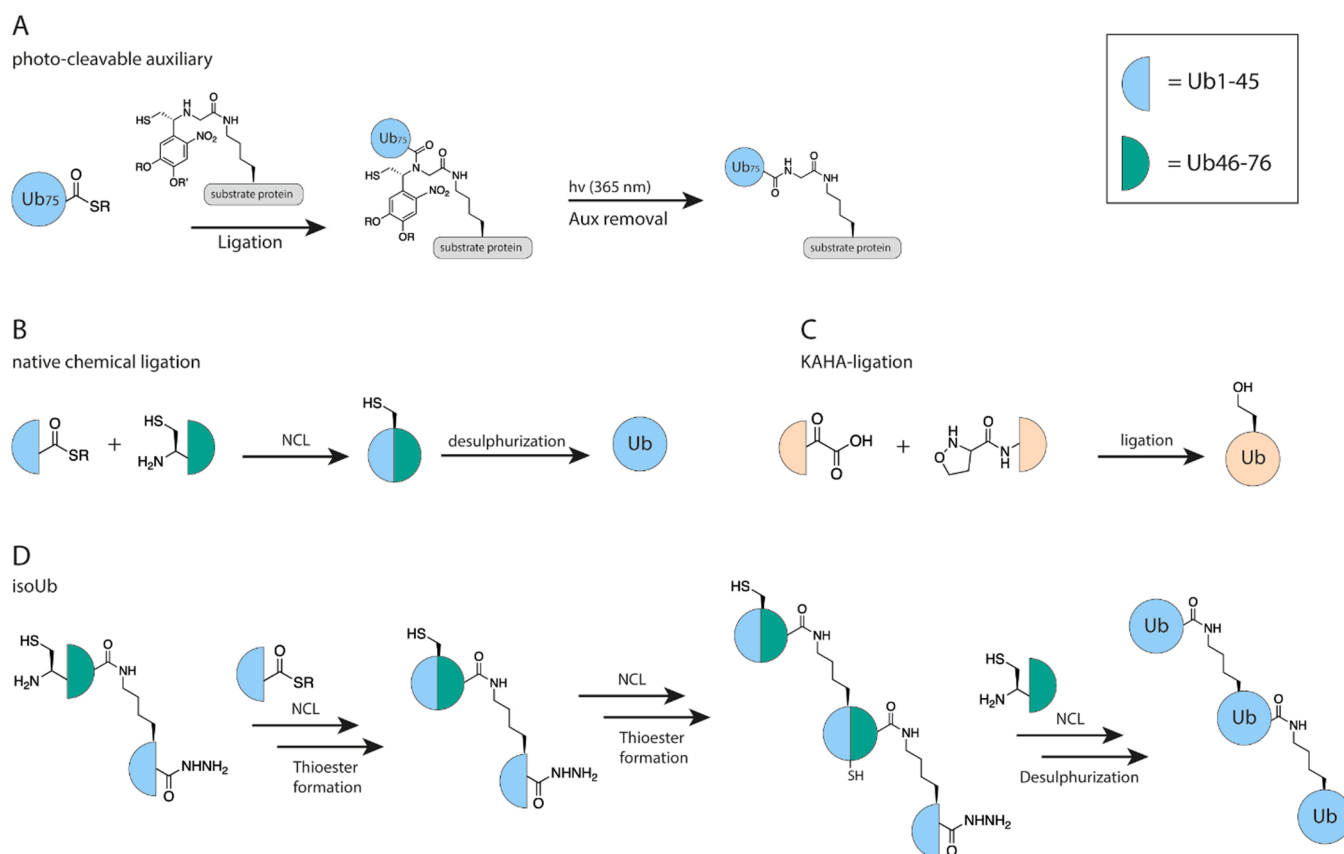 A
photo-cleavable auxiliary
HS
H
N
O
NH
NO₂
RO
OR'
substrate protein
Ub75
O
SR
Ligation
Ub75
O
HS
N
O
NH
NO₂
RO
OR
substrate protein
hv (365 nm)
Aux removal
Ub75
O
H
N
O
NH
substrate protein
= Ub1-45
= Ub46-76
B
native chemical ligation
O
SR
+
HS
H₂N
NCL
HS
desulphurization
Ub
C
KAHA-ligation
O
OH
O
+
H
N
O
O
N
H
ligation
OH
Ub
D
isoUb
HS
H₂N
O
NH
NHNH₂
O
O
SR
NCL
Thioester
formation
HS
O
NH
NHNH₂
O
NCL
Thioester
formation
HS
O
NH
O
NH
SH
NHNH₂
O
HS
H₂N
NCL
Desulphurization
Ub
O
NH
Ub
O
NH
Ub